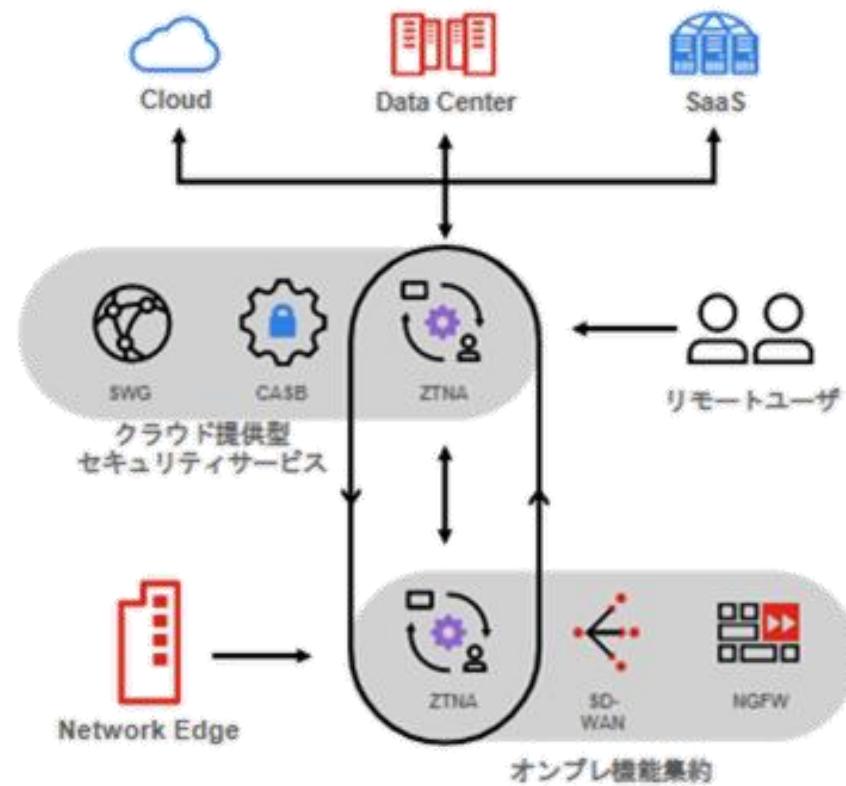 Cloud
Data Center
SaaS
SWG
CASB
ZTNA
クラウド提供型
セキュリティサービス
リモートユーザ
Network Edge
ZTNA
SD-
WAN
NGFW
オンプレ機能集約